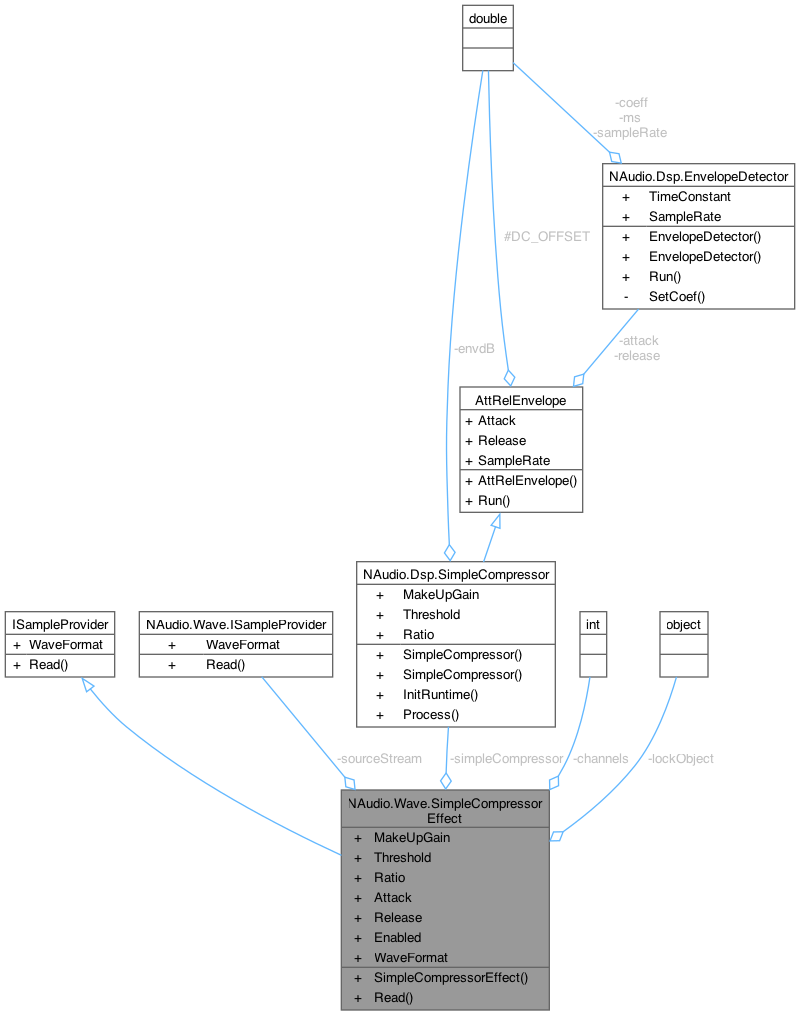 double
-coeff
-ms
-sampleRate
NAudio.Dsp.EnvelopeDetector
+ TimeConstant
+ SampleRate
+ EnvelopeDetector()
+ EnvelopeDetector()
+ Run()
- SetCoef()
#DC_OFFSET
-envdB
-attack
-release
AttRelEnvelope
+ Attack
+ Release
+ SampleRate
+ AttRelEnvelope()
+ Run()
NAudio.Dsp.SimpleCompressor
+ MakeUpGain
+ Threshold
+ Ratio
+ SimpleCompressor()
+ SimpleCompressor()
+ InitRuntime()
+ Process()
ISampleProvider
+ WaveFormat
+ Read()
NAudio.Wave.ISampleProvider
+ WaveFormat
+ Read()
int
object
-sourceStream
-simpleCompressor
-channels
-lockObject
NAudio.Wave.SimpleCompressor
Effect
+ MakeUpGain
+ Threshold
+ Ratio
+ Attack
+ Release
+ Enabled
+ WaveFormat
+ SimpleCompressorEffect()
+ Read()